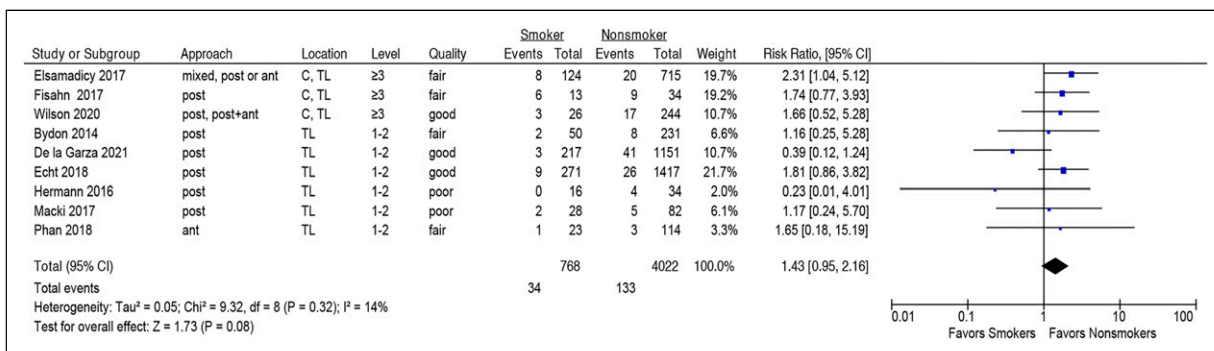 Smoker Nonsmoker
Study or Subgroup Approach Location Level Quality Events Total Events Total Weight Risk Ratio, [95% CI]
Elsamadicy 2017 mixed, post or ant C, TL ≥3 fair 8 124 20 715 19.7% 2.31 [1.04, 5.12]
Fisahn 2017 post C, TL ≥3 fair 6 13 9 34 19.2% 1.74 [0.77, 3.93]
Wilson 2020 post, post+ant C, TL ≥3 good 3 26 17 244 10.7% 1.66 [0.52, 5.28]
Bydon 2014 post TL 1-2 fair 2 50 8 231 6.6% 1.16 [0.25, 5.28]
De la Garza 2021 post TL 1-2 good 3 217 41 1151 10.7% 0.39 [0.12, 1.24]
Echt 2018 post TL 1-2 good 9 271 26 1417 21.7% 1.81 [0.86, 3.82]
Hermann 2016 post TL 1-2 poor 0 16 4 34 2.0% 0.23 [0.01, 4.01]
Macki 2017 post TL 1-2 poor 2 28 5 82 6.1% 1.17 [0.24, 5.70]
Phan 2018 ant TL 1-2 fair 1 23 3 114 3.3% 1.65 [0.18, 15.19]
Total (95% CI) 768 4022 100.0% 1.43 [0.95, 2.16]
Total events 34 133
Heterogeneity: Tau² = 0.05; Chi² = 9.32, df = 8 (P = 0.32); I² = 14%
Test for overall effect: Z = 1.73 (P = 0.08)
0.01 0.1 1 10 100
Favors Smokers Favors Nonsmokers